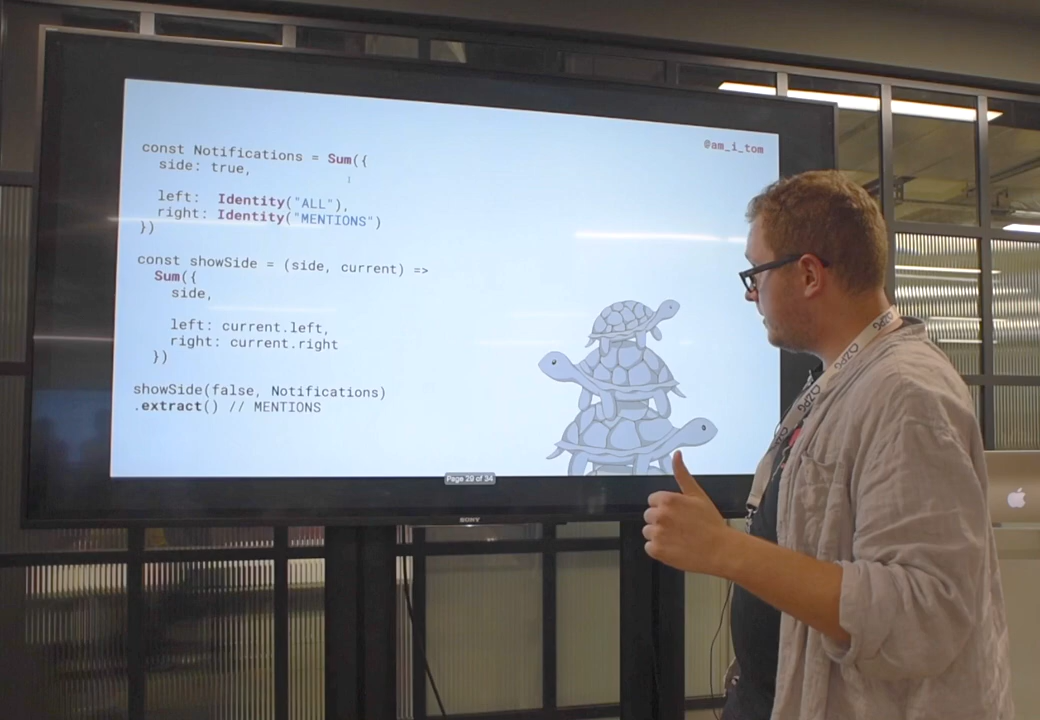 @am_i_tom
const Notifications = Sum({
side: true,
left: Identity("ALL"),
right: Identity("MENTIONS")
})
const showSide = (side, current) =>
Sum({
side,
left: current.left,
right: current.right
})
showSide(false, Notifications)
.extract() // MENTIONS
Page 29 of 34
SONY